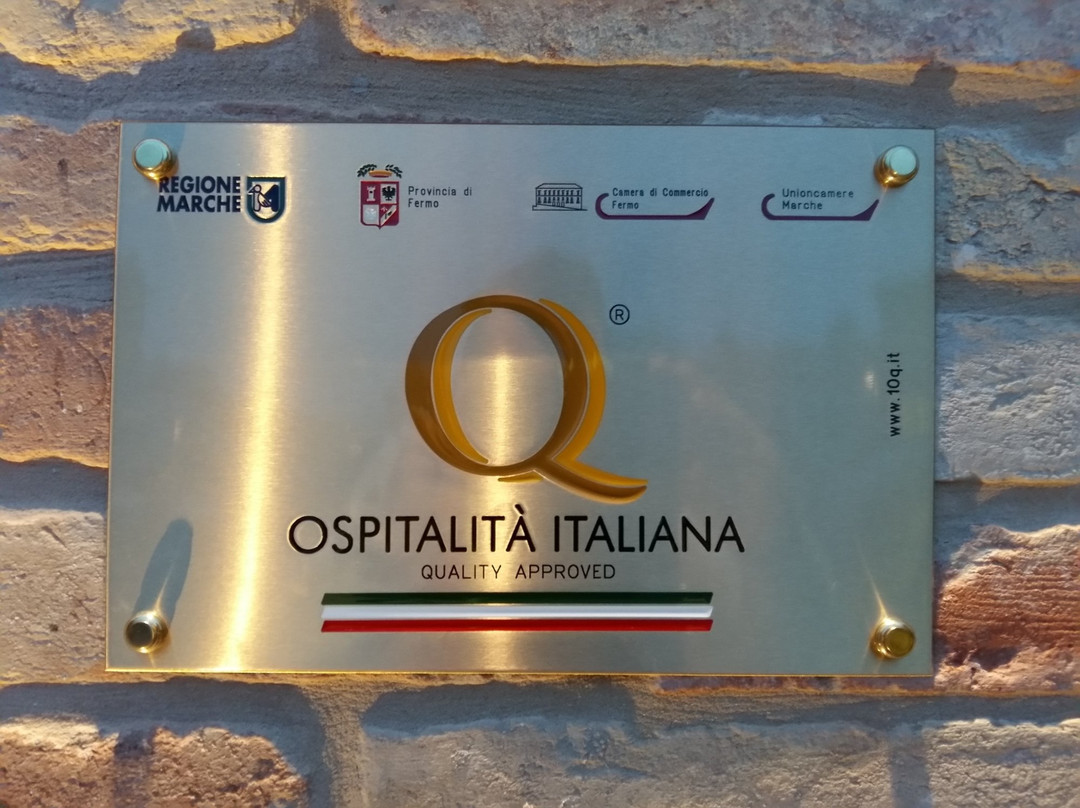 REGIONE
MARCHE
Provincia di
Fermo
Camera di Commercio
Fermo
Unioncamere
Marche
Q ®
www.10q.it
OSPITALITÀ ITALIANA
QUALITY APPROVED